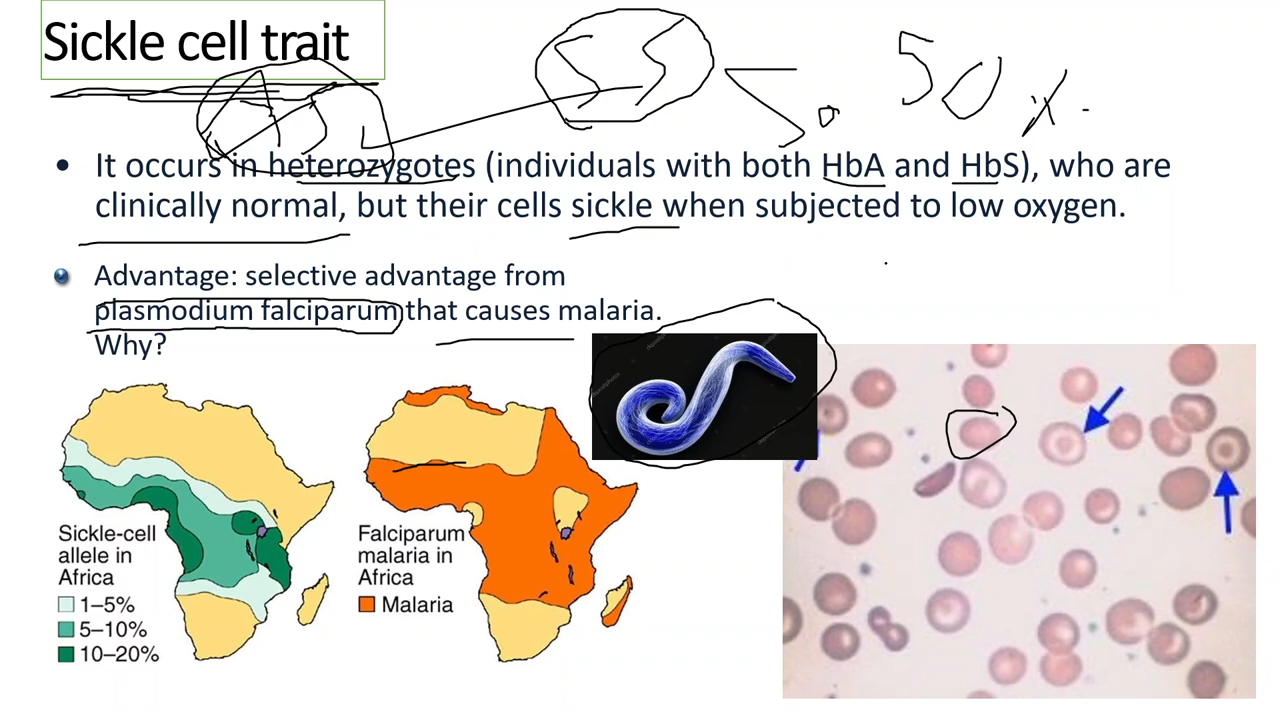 Sickle cell trait
SS
50 %
AS
• It occurs in heterozygotes (individuals with both HbA and HbS), who are
clinically normal, but their cells sickle when subjected to low oxygen.
Advantage: selective advantage from
plasmodium falciparum that causes malaria.
Why?
Sickle-cell
allele in
Africa
1–5%
5–10%
10–20%
Falciparum
malaria in
Africa
Malaria